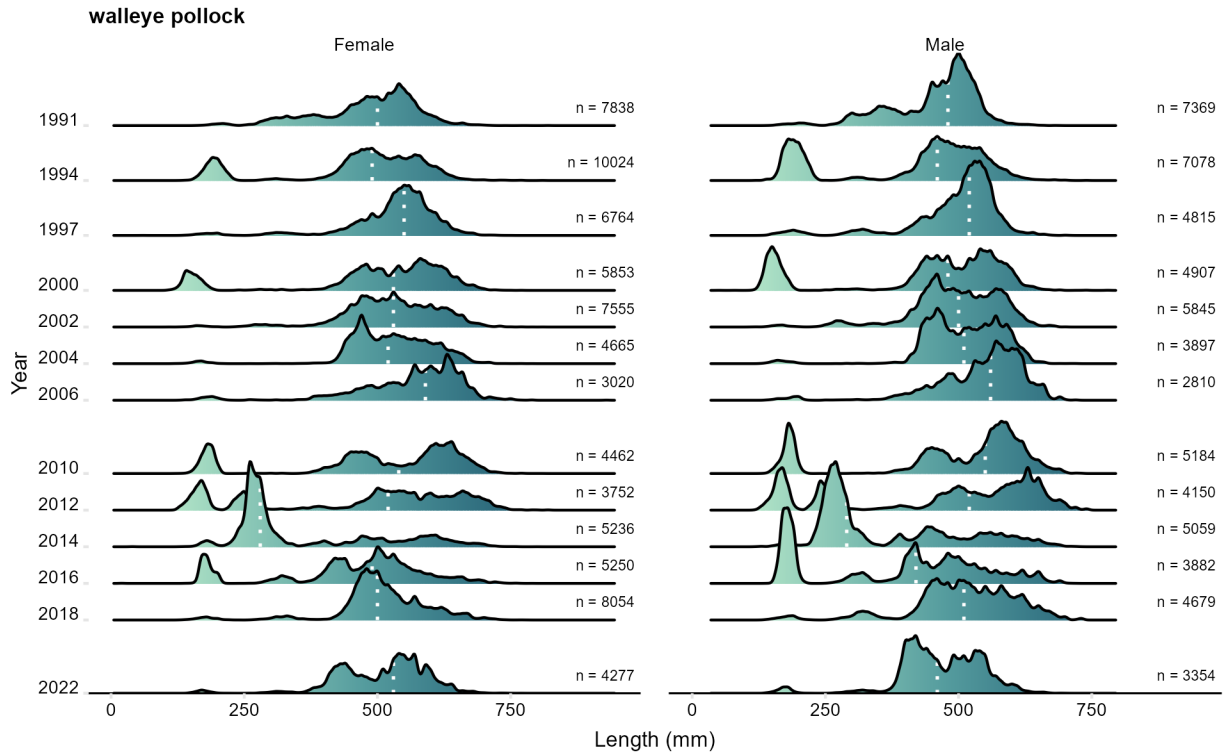 walleye pollock
Female Male
1991 n = 7838 n = 7369
1994 n = 10024 n = 7078
1997 n = 6764 n = 4815
2000 n = 5853 n = 4907
2002 n = 7555 n = 5845
2004 n = 4665 n = 3897
2006 n = 3020 n = 2810
2010 n = 4462 n = 5184
2012 n = 3752 n = 4150
2014 n = 5236 n = 5059
2016 n = 5250 n = 3882
2018 n = 8054 n = 4679
2022 n = 4277 n = 3354
Year
0 250 500 750 0 250 500 750
Length (mm)